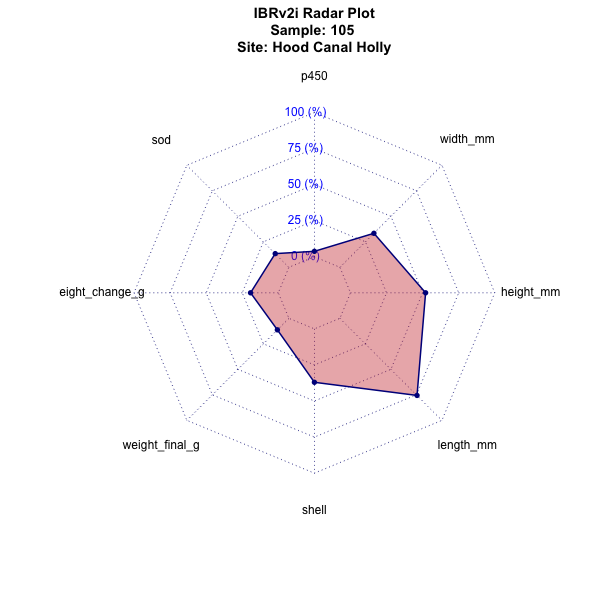 IBRv2i Radar Plot
Sample: 105
Site: Hood Canal Holly
p450
100 (%)
sod
width_mm
75 (%)
50 (%)
25 (%)
0 (%)
eight_change_g
height_mm
weight_final_g
length_mm
shell